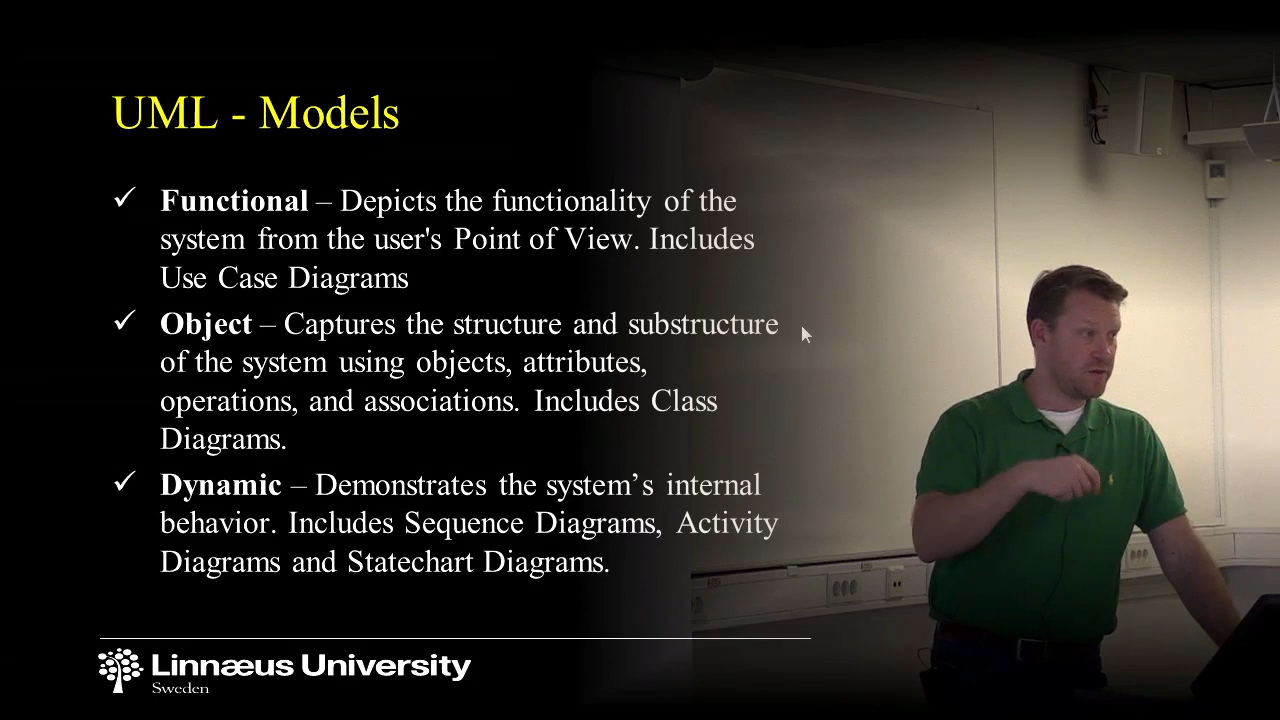 UML - Models
✓ Functional – Depicts the functionality of the
system from the user's Point of View. Includes
Use Case Diagrams
✓ Object – Captures the structure and substructure
of the system using objects, attributes,
operations, and associations. Includes Class
Diagrams.
✓ Dynamic – Demonstrates the system’s internal
behavior. Includes Sequence Diagrams, Activity
Diagrams and Statechart Diagrams.
Linnæus University
Sweden